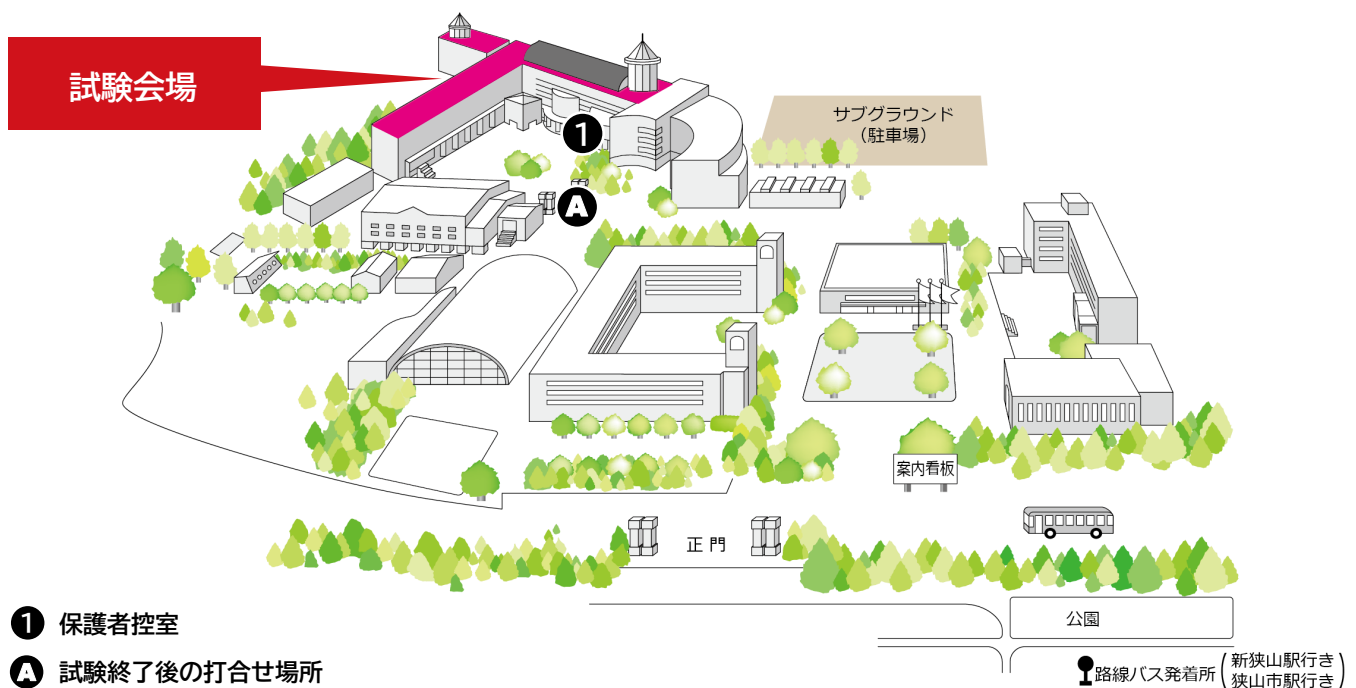 試験会場
1
サブグラウンド
（駐車場）
A
案内看板
正門
公園
1 保護者控室
A 試験終了後の打合せ場所
路線バス発着所（新狭山駅行き
狭山市駅行き）